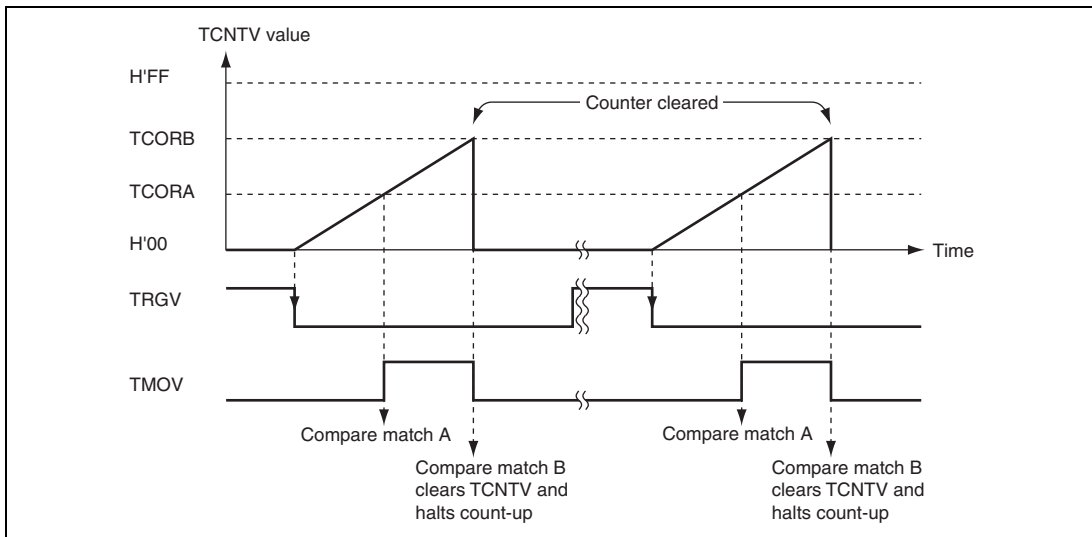 TCNTV value
H'FF
Counter cleared
TCORB
TCORA
H'00
Time
TRGV
TMOV
Compare match A
Compare match A
Compare match B
clears TCNTV and
halts count-up
Compare match B
clears TCNTV and
halts count-up